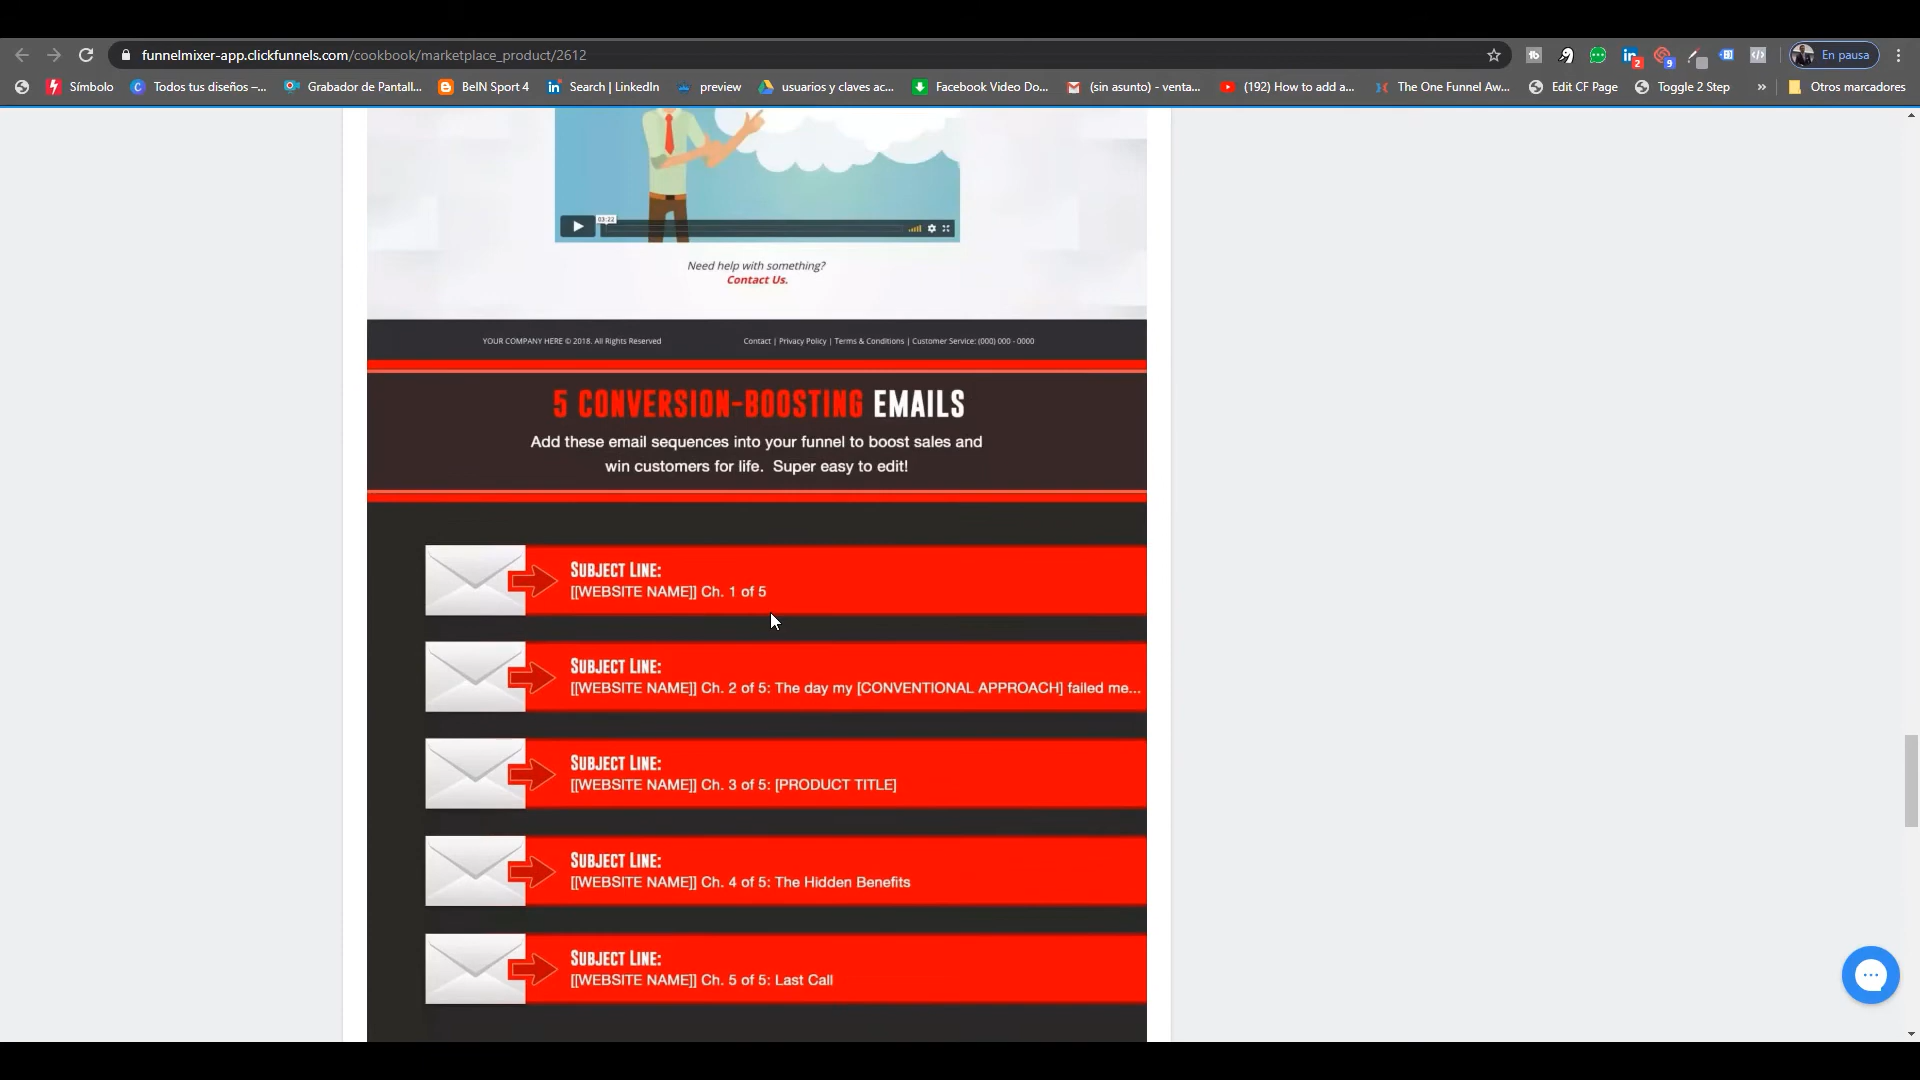 funnelmixer-app.clickfunnels.com/cookbook/marketplace_product/2612
2
9
En pausa
Símbolo
Todos tus diseños –...
Grabador de Pantall...
BeIN Sport 4
Search | LinkedIn
preview
usuarios y claves ac...
Facebook Video Do...
(sin asunto) - venta...
(192) How to add a...
The One Funnel Aw...
Edit CF Page
Toggle 2 Step
»
Otros marcadores
03:22
Need help with something?
Contact Us.
YOUR COMPANY HERE © 2018. All Rights Reserved
Contact | Privacy Policy | Terms & Conditions | Customer Service: (000) 000 - 0000
5 CONVERSION-BOOSTING EMAILS
Add these email sequences into your funnel to boost sales and
win customers for life. Super easy to edit!
SUBJECT LINE:
[[WEBSITE NAME]] Ch. 1 of 5
SUBJECT LINE:
[[WEBSITE NAME]] Ch. 2 of 5: The day my [CONVENTIONAL APPROACH] failed me...
SUBJECT LINE:
[[WEBSITE NAME]] Ch. 3 of 5: [PRODUCT TITLE]
SUBJECT LINE:
[[WEBSITE NAME]] Ch. 4 of 5: The Hidden Benefits
SUBJECT LINE:
[[WEBSITE NAME]] Ch. 5 of 5: Last Call